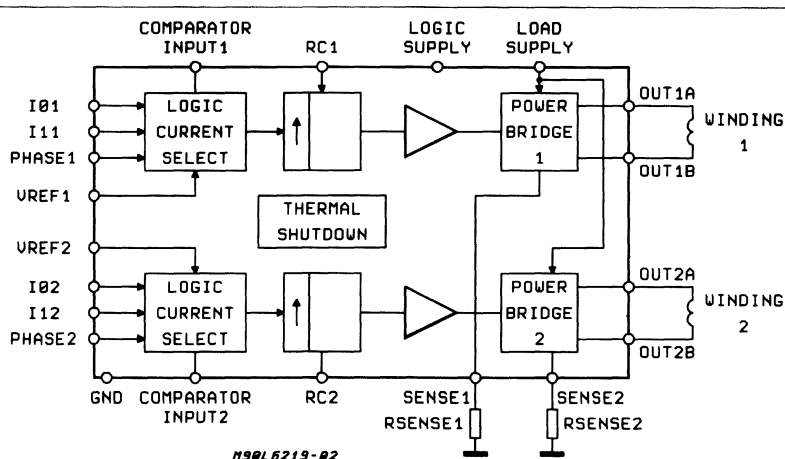 COMPARATOR INPUT1
RC1
LOGIC SUPPLY
LOAD SUPPLY
I01
I11
PHASE1
VREF1
LOGIC
CURRENT
SELECT
POWER
BRIDGE
1
OUT1A
OUT1B
WINDING
1
THERMAL
SHUTDOWN
VREF2
I02
I12
PHASE2
LOGIC
CURRENT
SELECT
POWER
BRIDGE
2
OUT2A
OUT2B
WINDING
2
GND
COMPARATOR INPUT2
RC2
SENSE1
RSENSE1
SENSE2
RSENSE2
M90L6219-02